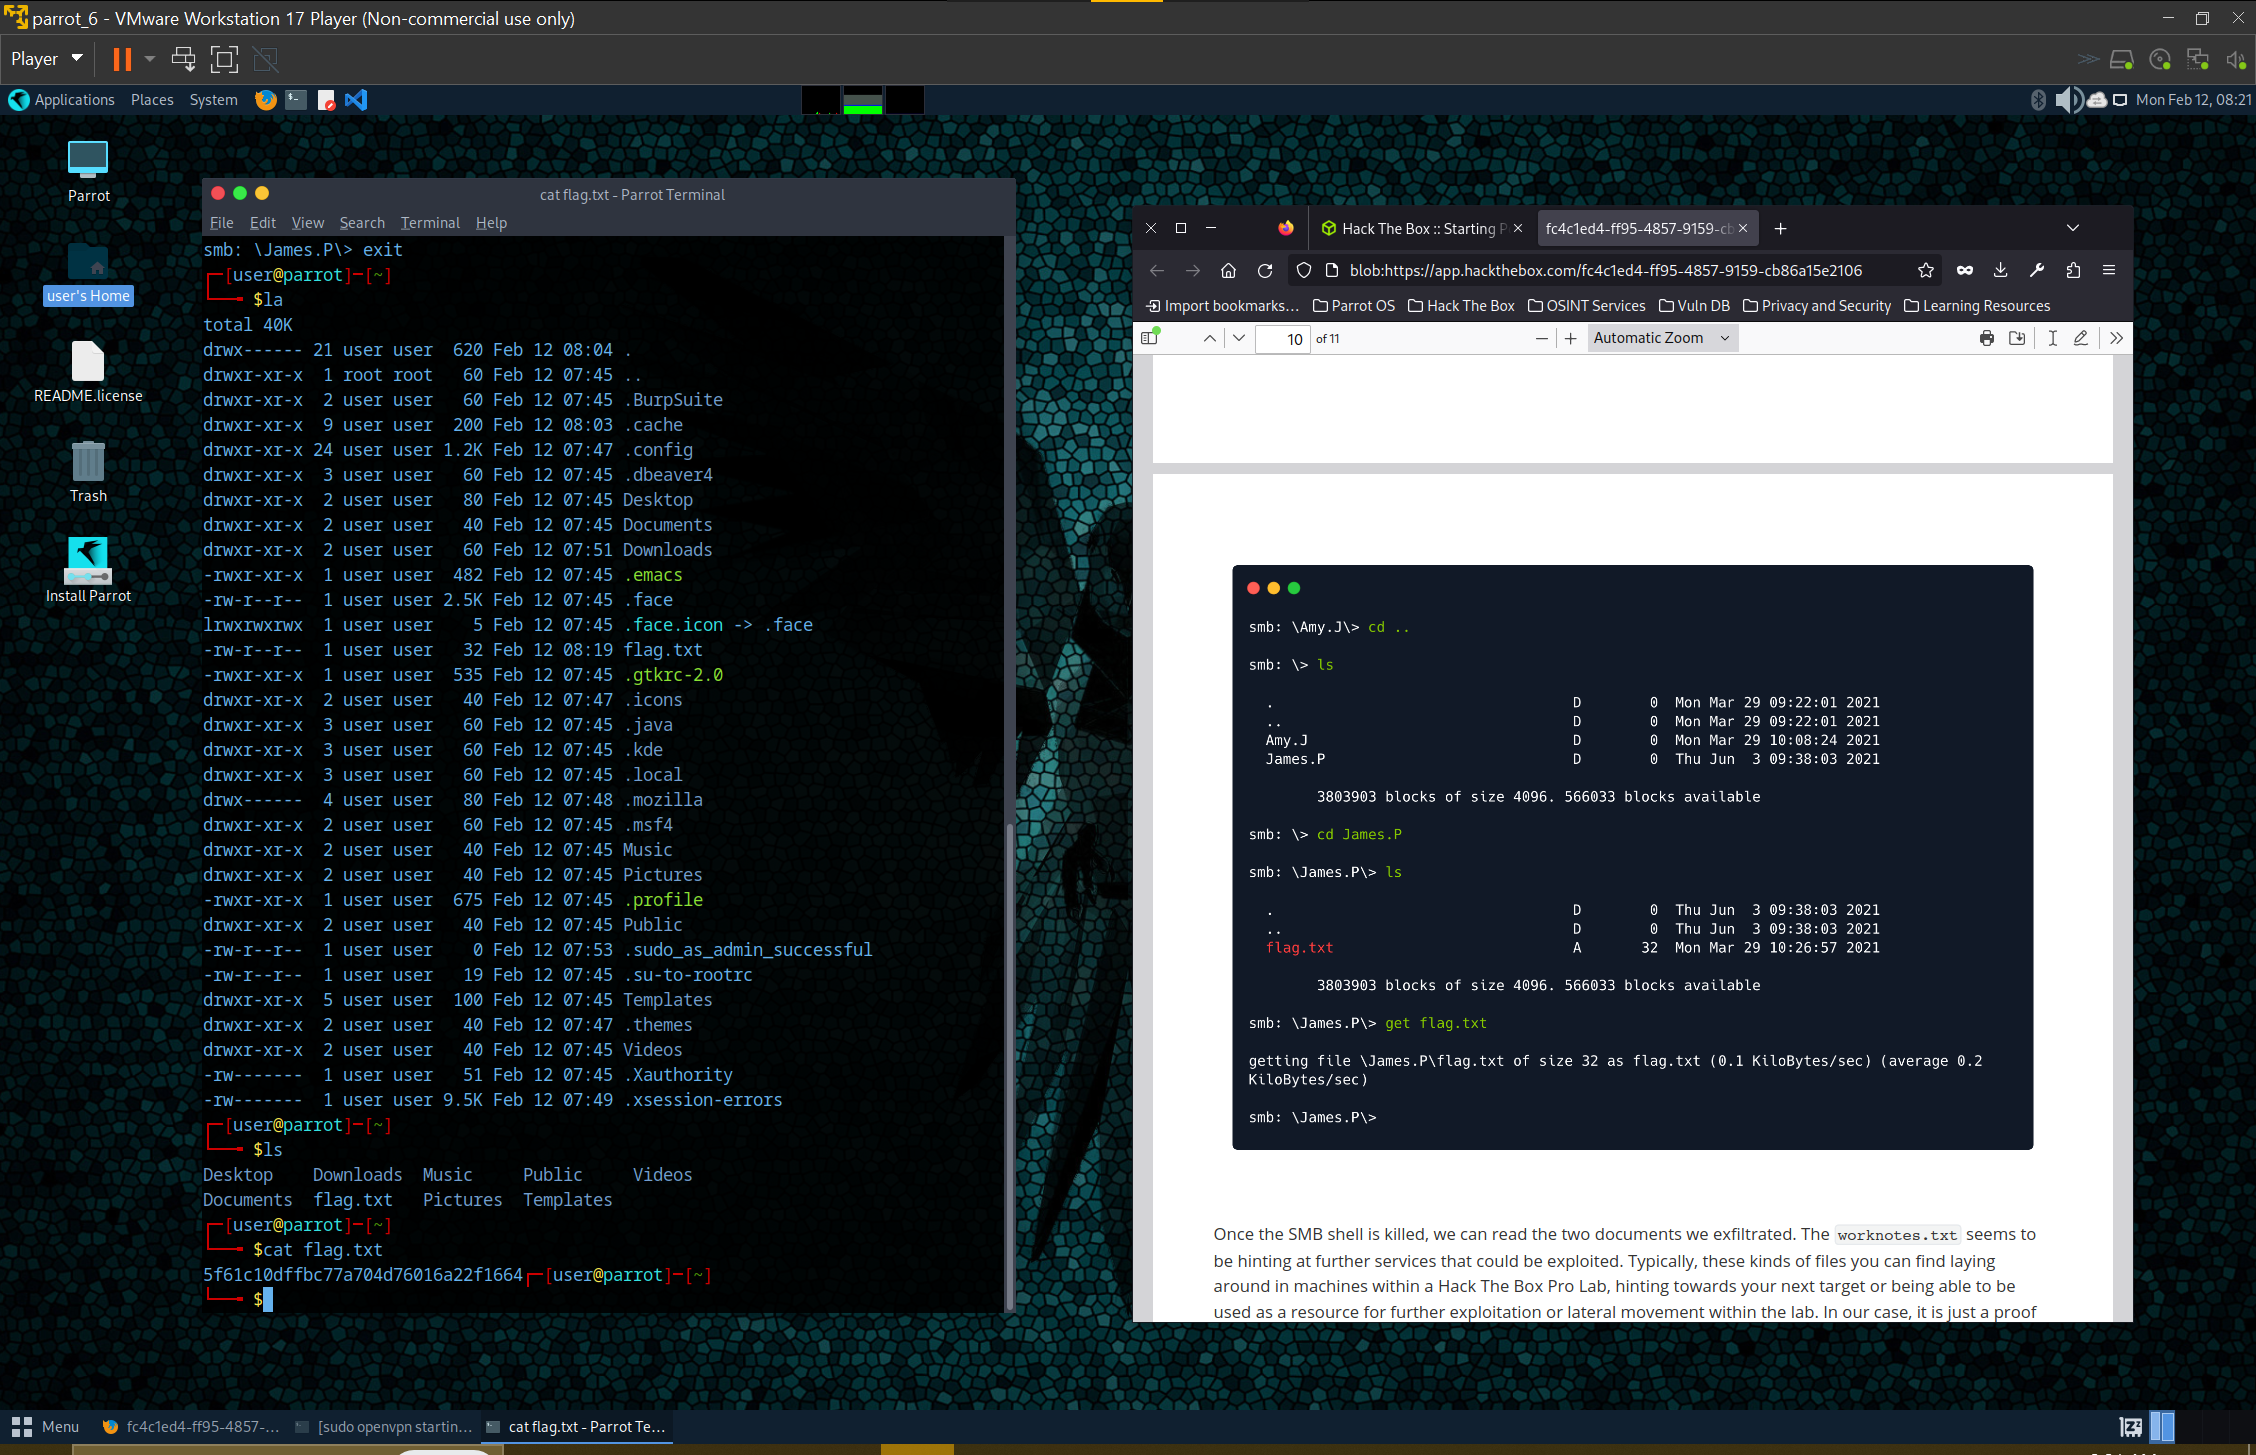 parrot_6 - VMware Workstation 17 Player (Non-commercial use only)
Player
Applications Places System
Mon Feb 12, 08:21
Parrot
user's Home
README.license
Trash
Install Parrot
cat flag.txt - Parrot Terminal
File Edit View Search Terminal Help
smb: \James.P\> exit
┌─[user@parrot]─[~]
└──╼ $la
total 40K
drwx------ 21 user user  620 Feb 12 08:04 .
drwxr-xr-x  1 root root   60 Feb 12 07:45 ..
drwxr-xr-x  2 user user   60 Feb 12 07:45 .BurpSuite
drwxr-xr-x  9 user user  200 Feb 12 08:03 .cache
drwxr-xr-x 24 user user 1.2K Feb 12 07:47 .config
drwxr-xr-x  3 user user   60 Feb 12 07:45 .dbeaver4
drwxr-xr-x  2 user user   80 Feb 12 07:45 Desktop
drwxr-xr-x  2 user user   40 Feb 12 07:45 Documents
drwxr-xr-x  2 user user   60 Feb 12 07:51 Downloads
-rwxr-xr-x  1 user user  482 Feb 12 07:45 .emacs
-rw-r--r--  1 user user 2.5K Feb 12 07:45 .face
lrwxrwxrwx  1 user user    5 Feb 12 07:45 .face.icon -> .face
-rw-r--r--  1 user user   32 Feb 12 08:19 flag.txt
-rwxr-xr-x  1 user user  535 Feb 12 07:45 .gtkrc-2.0
drwxr-xr-x  2 user user   40 Feb 12 07:47 .icons
drwxr-xr-x  3 user user   60 Feb 12 07:45 .java
drwxr-xr-x  3 user user   60 Feb 12 07:45 .kde
drwxr-xr-x  3 user user   60 Feb 12 07:45 .local
drwx------  4 user user   80 Feb 12 07:48 .mozilla
drwxr-xr-x  2 user user   60 Feb 12 07:45 .msf4
drwxr-xr-x  2 user user   40 Feb 12 07:45 Music
drwxr-xr-x  2 user user   40 Feb 12 07:45 Pictures
-rwxr-xr-x  1 user user  675 Feb 12 07:45 .profile
drwxr-xr-x  2 user user   40 Feb 12 07:45 Public
-rw-r--r--  1 user user    0 Feb 12 07:53 .sudo_as_admin_successful
-rw-r--r--  1 user user   19 Feb 12 07:45 .su-to-rootrc
drwxr-xr-x  5 user user  100 Feb 12 07:45 Templates
drwxr-xr-x  2 user user   40 Feb 12 07:47 .themes
drwxr-xr-x  2 user user   40 Feb 12 07:45 Videos
-rw-------  1 user user   51 Feb 12 07:45 .Xauthority
-rw-------  1 user user 9.5K Feb 12 07:49 .xsession-errors
┌─[user@parrot]─[~]
└──╼ $ls
Desktop    Downloads  Music     Public     Videos
Documents  flag.txt   Pictures  Templates
┌─[user@parrot]─[~]
└──╼ $cat flag.txt
5f61c10dffbc77a704d76016a22f1664┌─[user@parrot]─[~]
└──╼ $
Hack The Box :: Starting P
fc4c1ed4-ff95-4857-9159-cb
blob:https://app.hackthebox.com/fc4c1ed4-ff95-4857-9159-cb86a15e2106
Import bookmarks... Parrot OS Hack The Box OSINT Services Vuln DB Privacy and Security Learning Resources
10 of 11 Automatic Zoom
smb: \Amy.J\> cd ..
smb: \> ls
. D 0 Mon Mar 29 09:22:01 2021
.. D 0 Mon Mar 29 09:22:01 2021
Amy.J D 0 Mon Mar 29 10:08:24 2021
James.P D 0 Thu Jun  3 09:38:03 2021
3803903 blocks of size 4096. 566033 blocks available
smb: \> cd James.P
smb: \James.P\> ls
. D 0 Thu Jun  3 09:38:03 2021
.. D 0 Thu Jun  3 09:38:03 2021
flag.txt A 32 Mon Mar 29 10:26:57 2021
3803903 blocks of size 4096. 566033 blocks available
smb: \James.P\> get flag.txt
getting file \James.P\flag.txt of size 32 as flag.txt (0.1 KiloBytes/sec) (average 0.2
KiloBytes/sec)
smb: \James.P\>
Once the SMB shell is killed, we can read the two documents we exfiltrated. The worknotes.txt seems to
be hinting at further services that could be exploited. Typically, these kinds of files you can find laying
around in machines within a Hack The Box Pro Lab, hinting towards your next target or being able to be
used as a resource for further exploitation or lateral movement within the lab. In our case, it is just a proof
Menu fc4c1ed4-ff95-4857-... [sudo openvpn startin... cat flag.txt - Parrot Te...